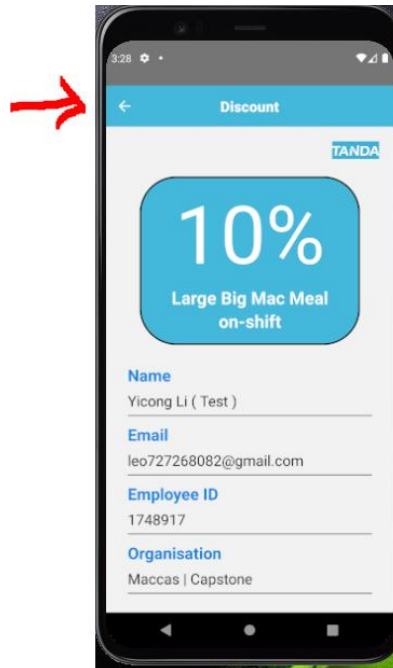 3:28
Discount
TANDA
10%
Large Big Mac Meal
on-shift
Name
Yicong Li ( Test )
Email
leo727268082@gmail.com
Employee ID
1748917
Organisation
Maccas | Capstone